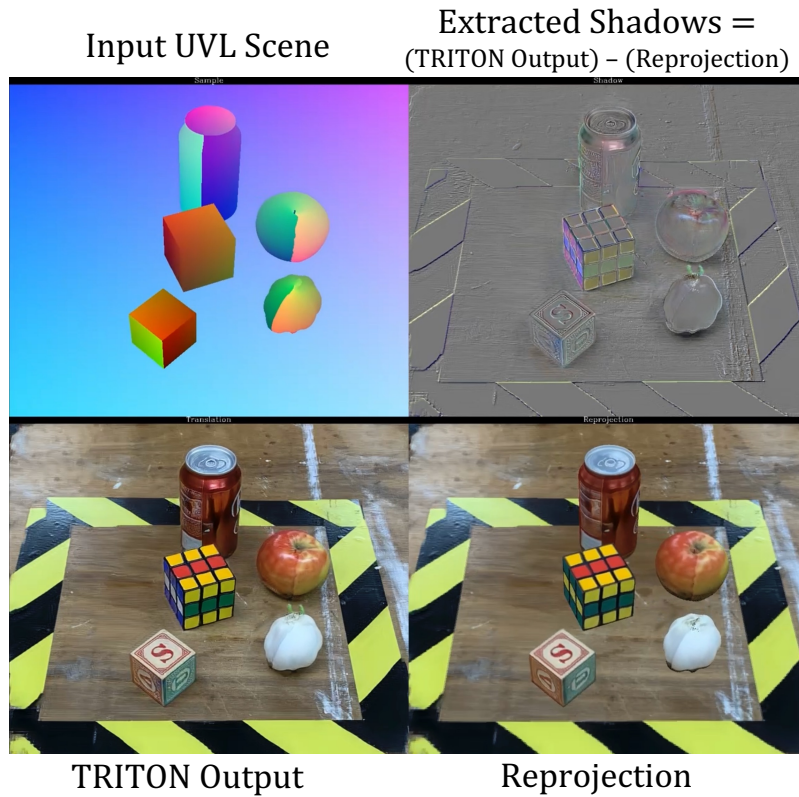 Input UVL Scene
Extracted Shadows =
(TRITON Output) – (Reprojection)
Sample
Shadow
Translation
Reprojection
S
TRITON Output
Reprojection